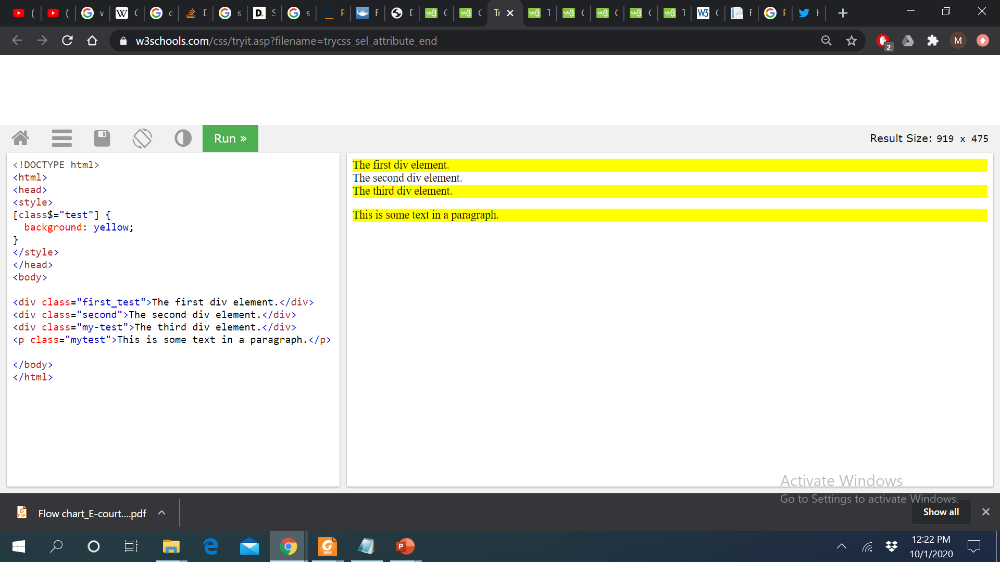 Tr
w3schools.com/css/tryit.asp?filename=trycss_sel_attribute_end
2
M
Run »
Result Size: 919 x 475
<!DOCTYPE html>
<html>
<head>
<style>
[class$="test"] {
  background: yellow;
}
</style>
</head>
<body>
<div class="first_test">The first div element.</div>
<div class="second">The second div element.</div>
<div class="my-test">The third div element.</div>
<p class="mytest">This is some text in a paragraph.</p>
</body>
</html>
The first div element.
The second div element.
The third div element.
This is some text in a paragraph.
Activate Windows
Go to Settings to activate Windows.
Flow chart_E-court....pdf
Show all
12:22 PM
10/1/2020